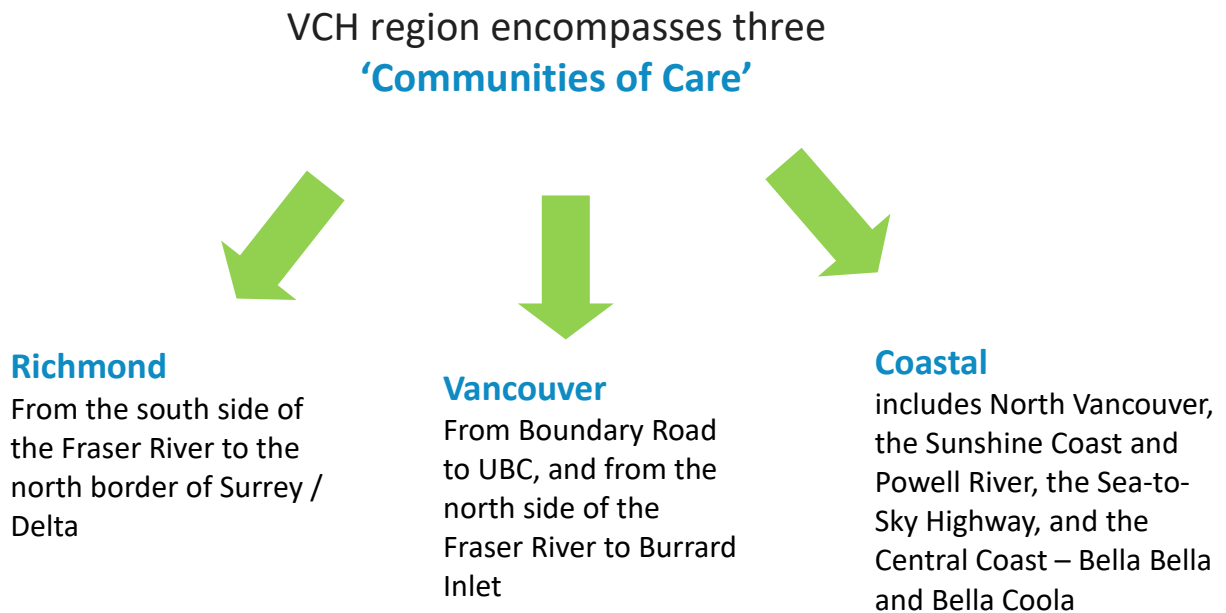 VCH region encompasses three
‘Communities of Care’
Richmond
From the south side of
the Fraser River to the
north border of Surrey /
Delta
Vancouver
From Boundary Road
to UBC, and from the
north side of the
Fraser River to Burrard
Inlet
Coastal
includes North Vancouver,
the Sunshine Coast and
Powell River, the Sea-to-
Sky Highway, and the
Central Coast – Bella Bella
and Bella Coola